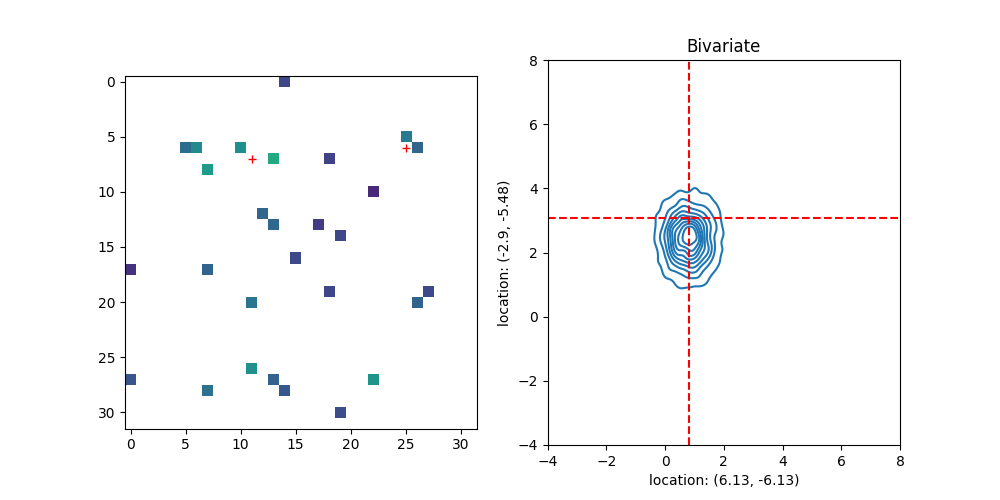 Bivariate
0
5
10
15
20
25
30
0 5 10 15 20 25 30
location: (-2.9, -5.48)
8
6
4
2
0
−2
−4
−4 −2 0 2 4 6 8
location: (6.13, -6.13)